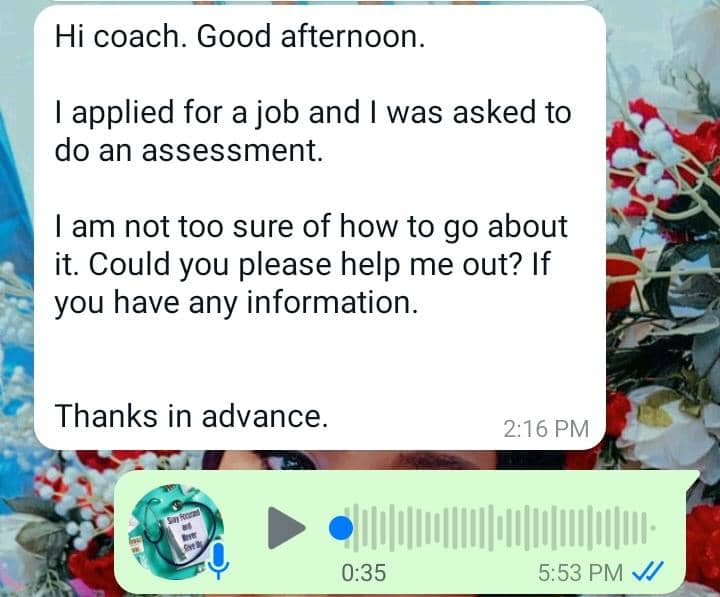 Hi coach. Good afternoon.
I applied for a job and I was asked to
do an assessment.
I am not too sure of how to go about
it. Could you please help me out? If
you have any information.
Thanks in advance.
2:16 PM
Stay Focused
and
Never
Give Up
0:35
5:53 PM